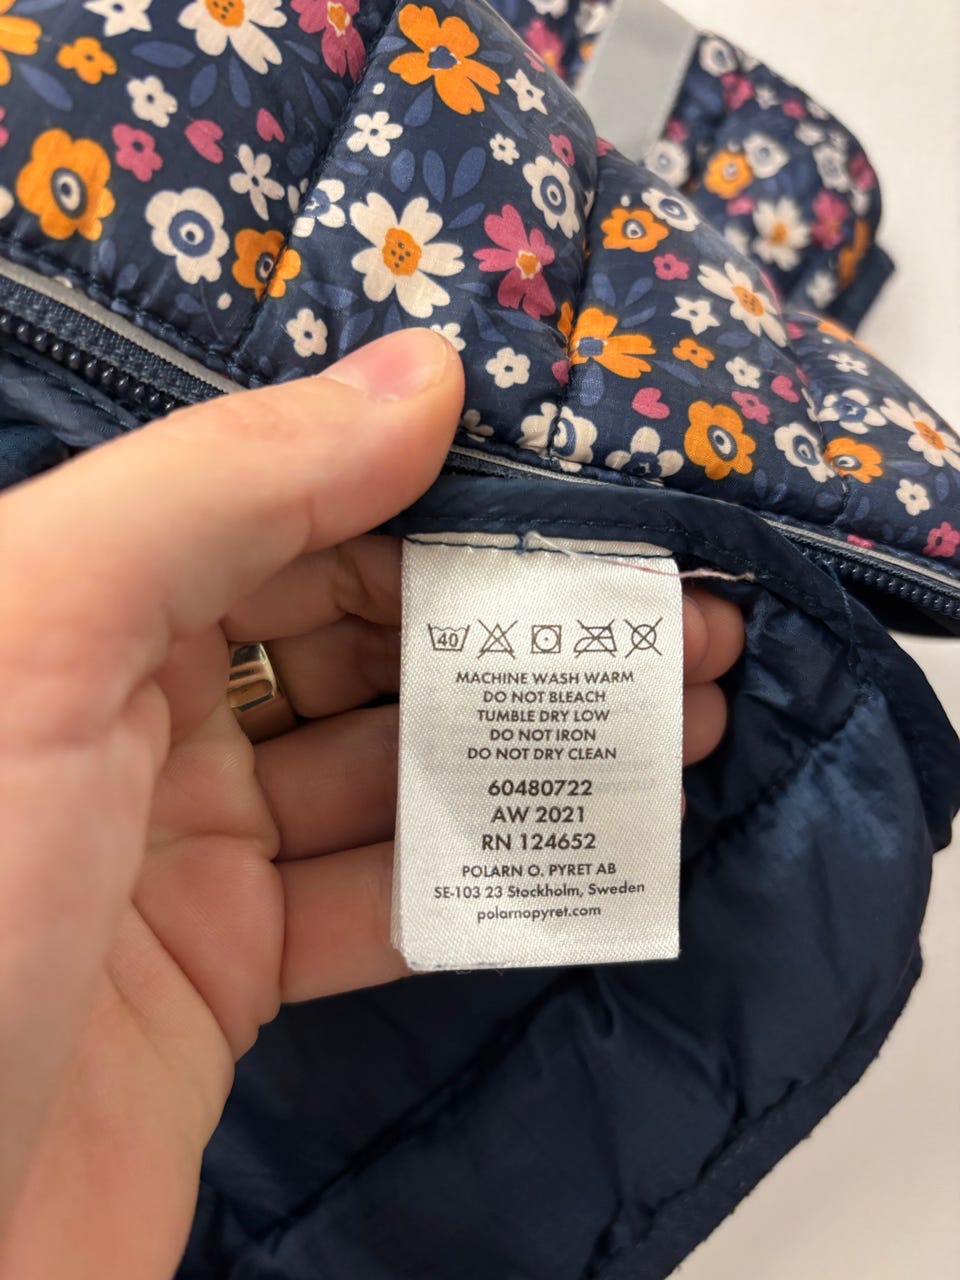 40
MACHINE WASH WARM
DO NOT BLEACH
TUMBLE DRY LOW
DO NOT IRON
DO NOT DRY CLEAN
60480722
AW 2021
RN 124652
POLARN O. PYRET AB
SE-103 23 Stockholm, Sweden
polarnopyret.com